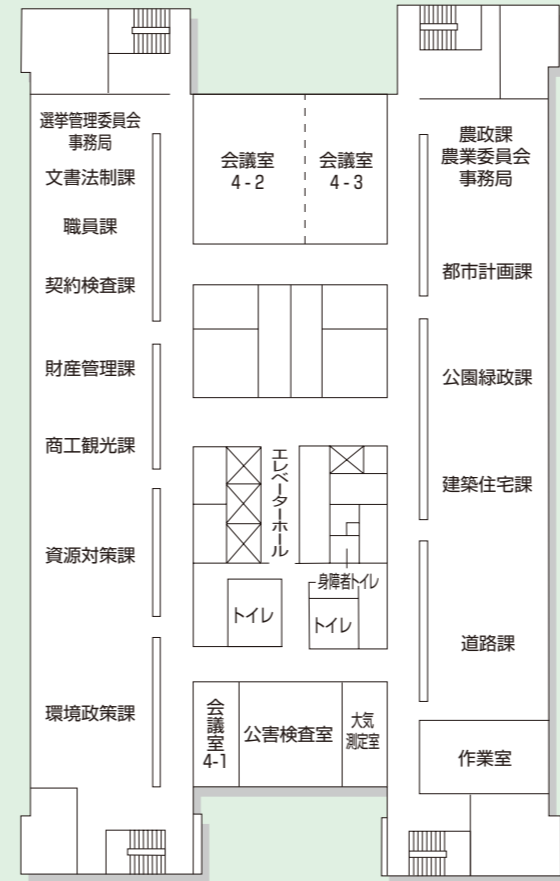 選挙管理委員会
事務局
文書法制課
職員課
契約検査課
財産管理課
商工観光課
資源対策課
環境政策課
会議室
4-2
会議室
4-3
エレベーターホール
身障者トイレ
トイレ
トイレ
会議室
4-1
公害検査室
大気
測定室
農政課
農業委員会
事務局
都市計画課
公園緑政課
建築住宅課
道路課
作業室